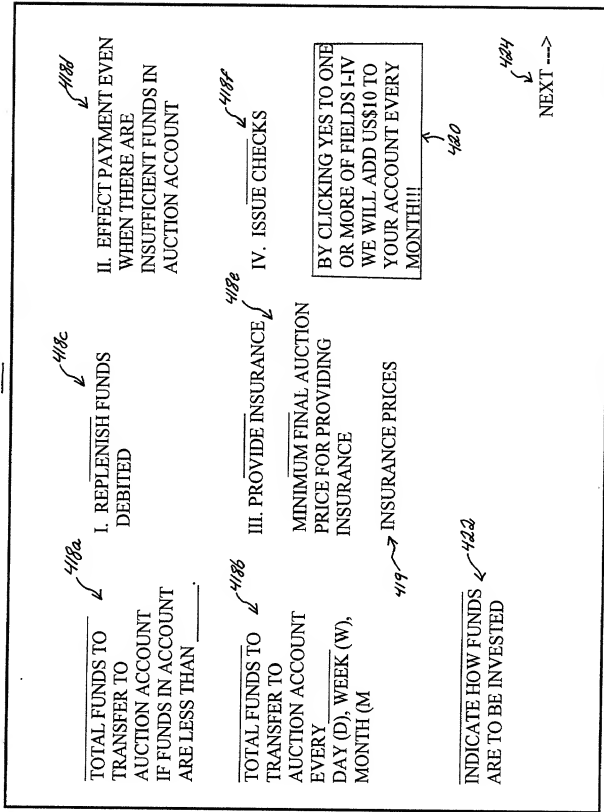 TOTAL FUNDS TO
TRANSFER TO
AUCTION ACCOUNT
IF FUNDS IN ACCOUNT
ARE LESS THAN ____.
418a
I. REPLENISH FUNDS
DEBITED
418c
II. EFFECT PAYMENT EVEN
WHEN THERE ARE
INSUFFICIENT FUNDS IN
AUCTION ACCOUNT
418d
TOTAL FUNDS TO
TRANSFER TO
AUCTION ACCOUNT
EVERY____
DAY (D), WEEK (W),
MONTH (M
418b
III. PROVIDE INSURANCE
418e
MINIMUM FINAL AUCTION
PRICE FOR PROVIDING
INSURANCE
419 → INSURANCE PRICES
IV. ISSUE CHECKS
418f
BY CLICKING YES TO ONE
OR MORE OF FIELDS I-IV
WE WILL ADD US$10 TO
YOUR ACCOUNT EVERY
MONTH!!!
420
INDICATE HOW FUNDS
ARE TO BE INVESTED
422
424
NEXT --->